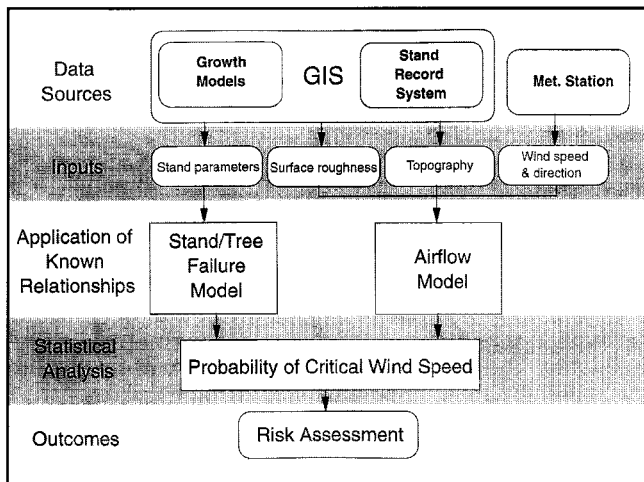 Data
Sources
Growth
Models
GIS
Stand
Record
System
Met. Station
Inputs
Stand parameters
Surface roughness
Topography
Wind speed
& direction
Application of
Known
Relationships
Stand/Tree
Failure
Model
Airflow
Model
Statistical
Analysis
Probability of Critical Wind Speed
Outcomes
Risk Assessment